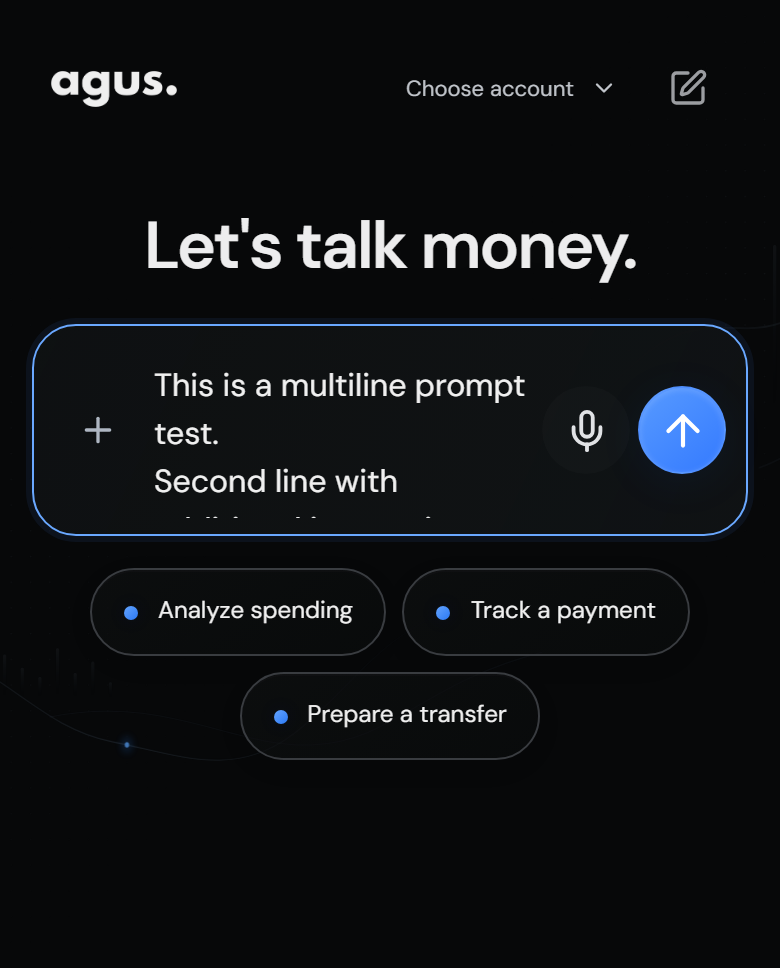 agus.
Choose account
Let's talk money.
This is a multiline prompt
test.
Second line with
Analyze spending
Track a payment
Prepare a transfer